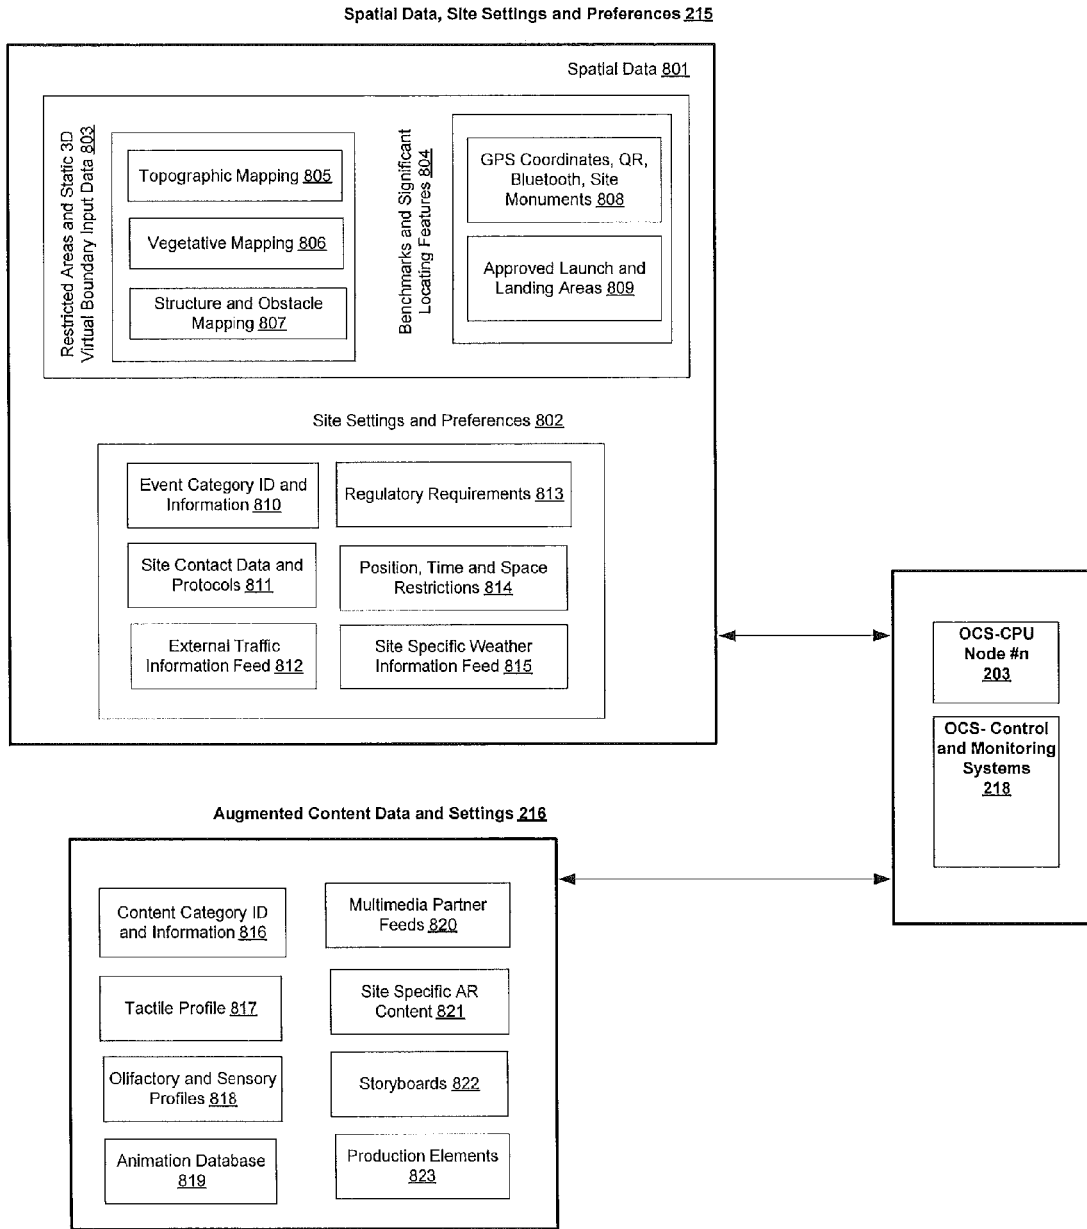 Spatial Data, Site Settings and Preferences 215
Spatial Data 801
Restricted Areas and Static 3D
Virtual Boundary Input Data 803
Topographic Mapping 805
Vegetative Mapping 806
Structure and Obstacle
Mapping 807
Benchmarks and Significant
Locating Features 804
GPS Coordinates, QR,
Bluetooth, Site
Monuments 808
Approved Launch and
Landing Areas 809
Site Settings and Preferences 802
Event Category ID and
Information 810
Regulatory Requirements 813
Site Contact Data and
Protocols 811
Position, Time and Space
Restrictions 814
External Traffic
Information Feed 812
Site Specific Weather
Information Feed 815
OCS-CPU
Node #n
203
OCS- Control
and Monitoring
Systems
218
Augmented Content Data and Settings 216
Content Category ID
and Information 816
Multimedia Partner
Feeds 820
Tactile Profile 817
Site Specific AR
Content 821
Olifactory and Sensory
Profiles 818
Storyboards 822
Animation Database
819
Production Elements
823